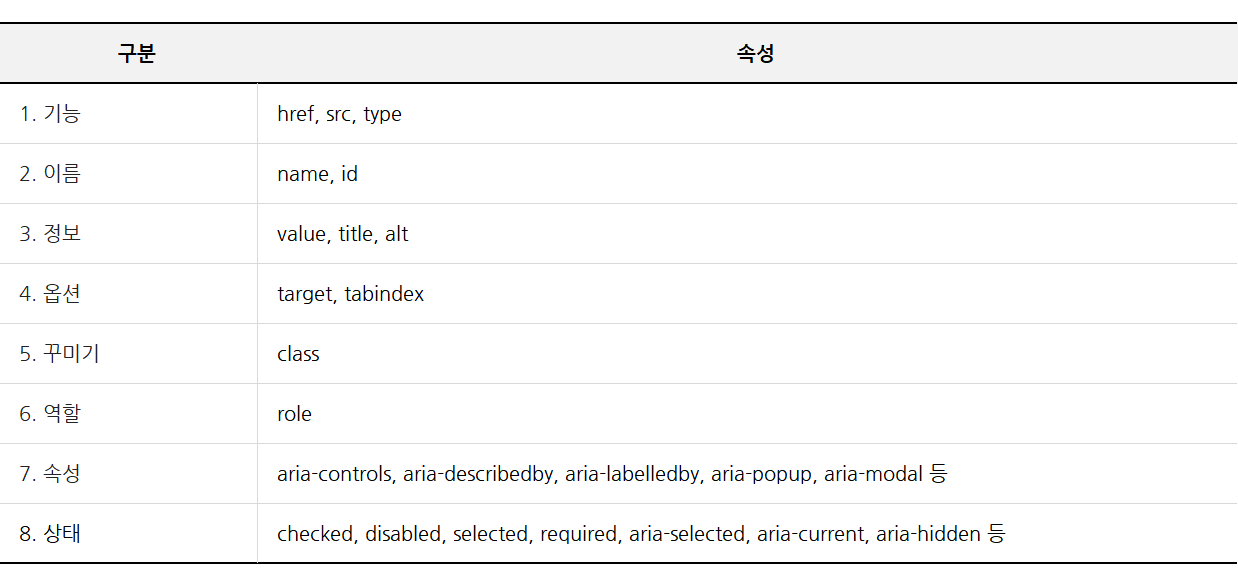 구분 속성
1. 기능 href, src, type
2. 이름 name, id
3. 정보 value, title, alt
4. 옵션 target, tabindex
5. 꾸미기 class
6. 역할 role
7. 속성 aria-controls, aria-describedby, aria-labelledby, aria-popup, aria-modal 등
8. 상태 checked, disabled, selected, required, aria-selected, aria-current, aria-hidden 등